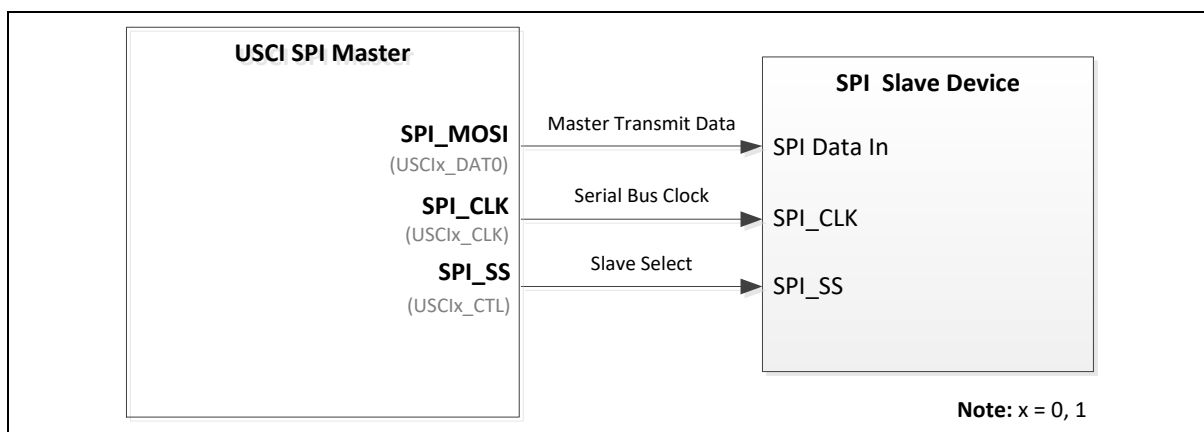 USCI SPI Master
SPI Slave Device
SPI_MOSI
(USCIx_DAT0)
Master Transmit Data
SPI Data In
SPI_CLK
(USCIx_CLK)
Serial Bus Clock
SPI_CLK
SPI_SS
(USCIx_CTL)
Slave Select
SPI_SS
Note: x = 0, 1